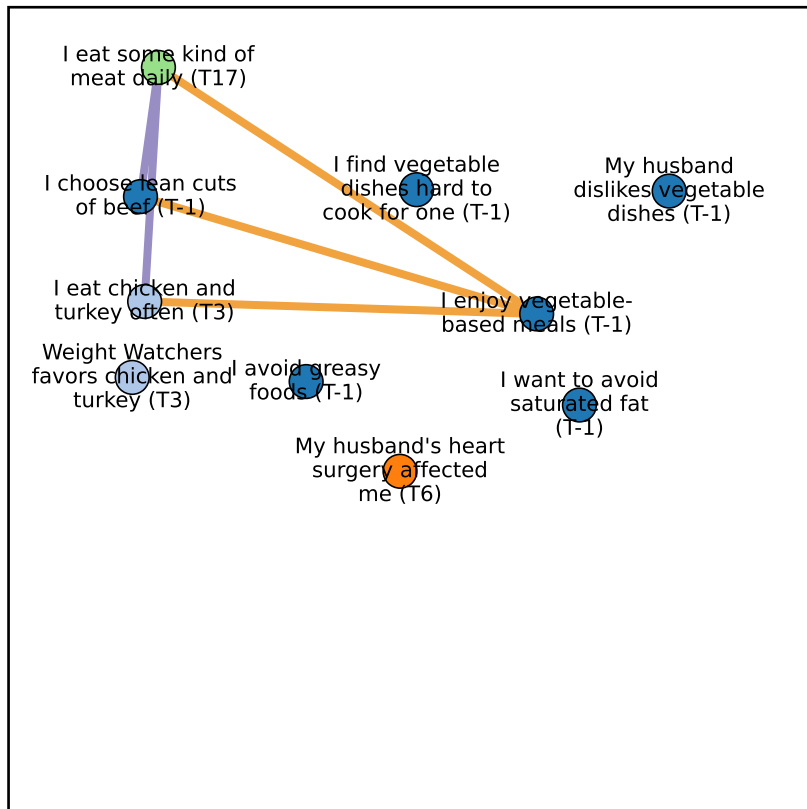 I eat some kind of
meat daily (T17)
I find vegetable
dishes hard to
cook for one (T-1)
My husband
dislikes vegetable
dishes (T-1)
I choose lean cuts
of beef (T-1)
I eat chicken and
turkey often (T3)
I enjoy vegetable-
based meals (T-1)
Weight Watchers
favors chicken and
turkey (T3)
I avoid greasy
foods (T-1)
I want to avoid
saturated fat
(T-1)
My husband's heart
surgery affected
me (T6)